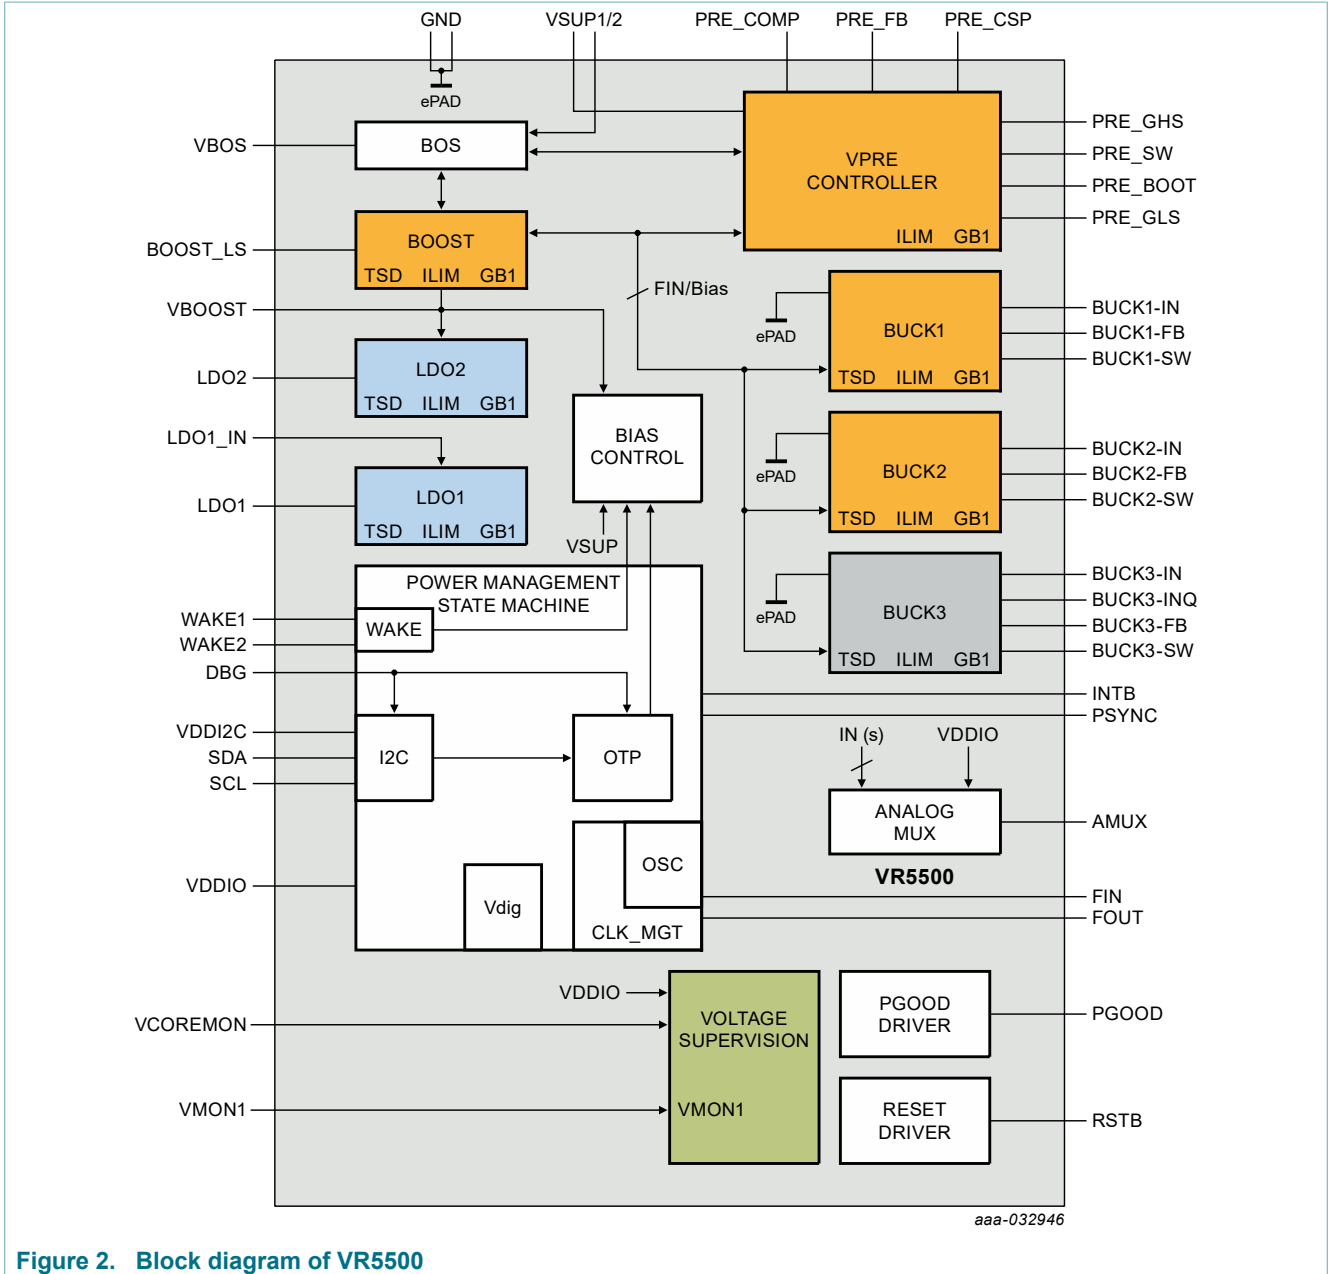 GND
VSUP1/2
PRE_COMP
PRE_FB
PRE_CSP
ePAD
VBOS
BOS
VPRE
CONTROLLER
ILIM GB1
PRE_GHS
PRE_SW
PRE_BOOT
PRE_GLS
BOOST_LS
BOOST
TSD ILIM GB1
FIN/Bias
VBOOST
LDO2
LDO2
TSD ILIM GB1
LDO1_IN
LDO1
LDO1
TSD ILIM GB1
BIAS
CONTROL
VSUP
ePAD
BUCK1
TSD ILIM GB1
BUCK1-IN
BUCK1-FB
BUCK1-SW
ePAD
BUCK2
TSD ILIM GB1
BUCK2-IN
BUCK2-FB
BUCK2-SW
ePAD
BUCK3
TSD ILIM GB1
BUCK3-IN
BUCK3-INQ
BUCK3-FB
BUCK3-SW
POWER MANAGEMENT
STATE MACHINE
WAKE1
WAKE2
WAKE
DBG
VDDI2C
SDA
SCL
I2C
OTP
INTB
PSYNC
IN (s)
VDDIO
ANALOG
MUX
AMUX
VR5500
VDDIO
Vdig
OSC
CLK_MGT
FIN
FOUT
VDDIO
VCOREMON
VOLTAGE
SUPERVISION
VMON1
VMON1
PGOOD
DRIVER
PGOOD
RESET
DRIVER
RSTB
aaa-032946
Figure 2. Block diagram of VR5500